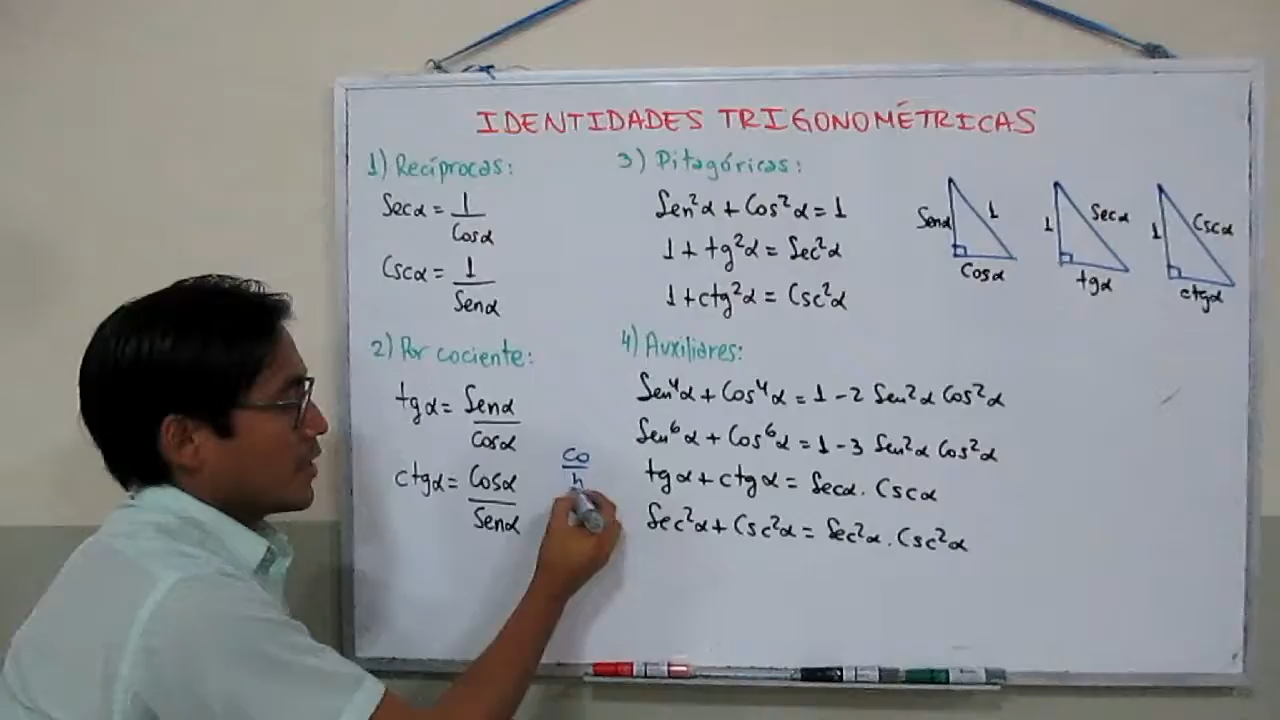 IDENTIDADES TRIGONOMÉTRICAS
1) Recíprocas:
Secα = 1
Cosα
Cscα = 1
Senα
2) Por cociente:
tgα = Senα
Cosα
ctgα = Cosα
Senα
Co
h
3) Pitagóricas:
Sen²α + Cos²α = 1
1 + tg²α = Sec²α
1 + ctg²α = Csc²α
4) Auxiliares:
Sen⁴α + Cos⁴α = 1 - 2 Sen²α Cos²α
Sen⁶α + Cos⁶α = 1 - 3 Sen²α Cos²α
tgα + ctgα = Secα . Cscα
Sec²α + Csc²α = Sec²α . Csc²α
Senα 1
Cosα
1 Secα
tgα
1 Cscα
ctgα